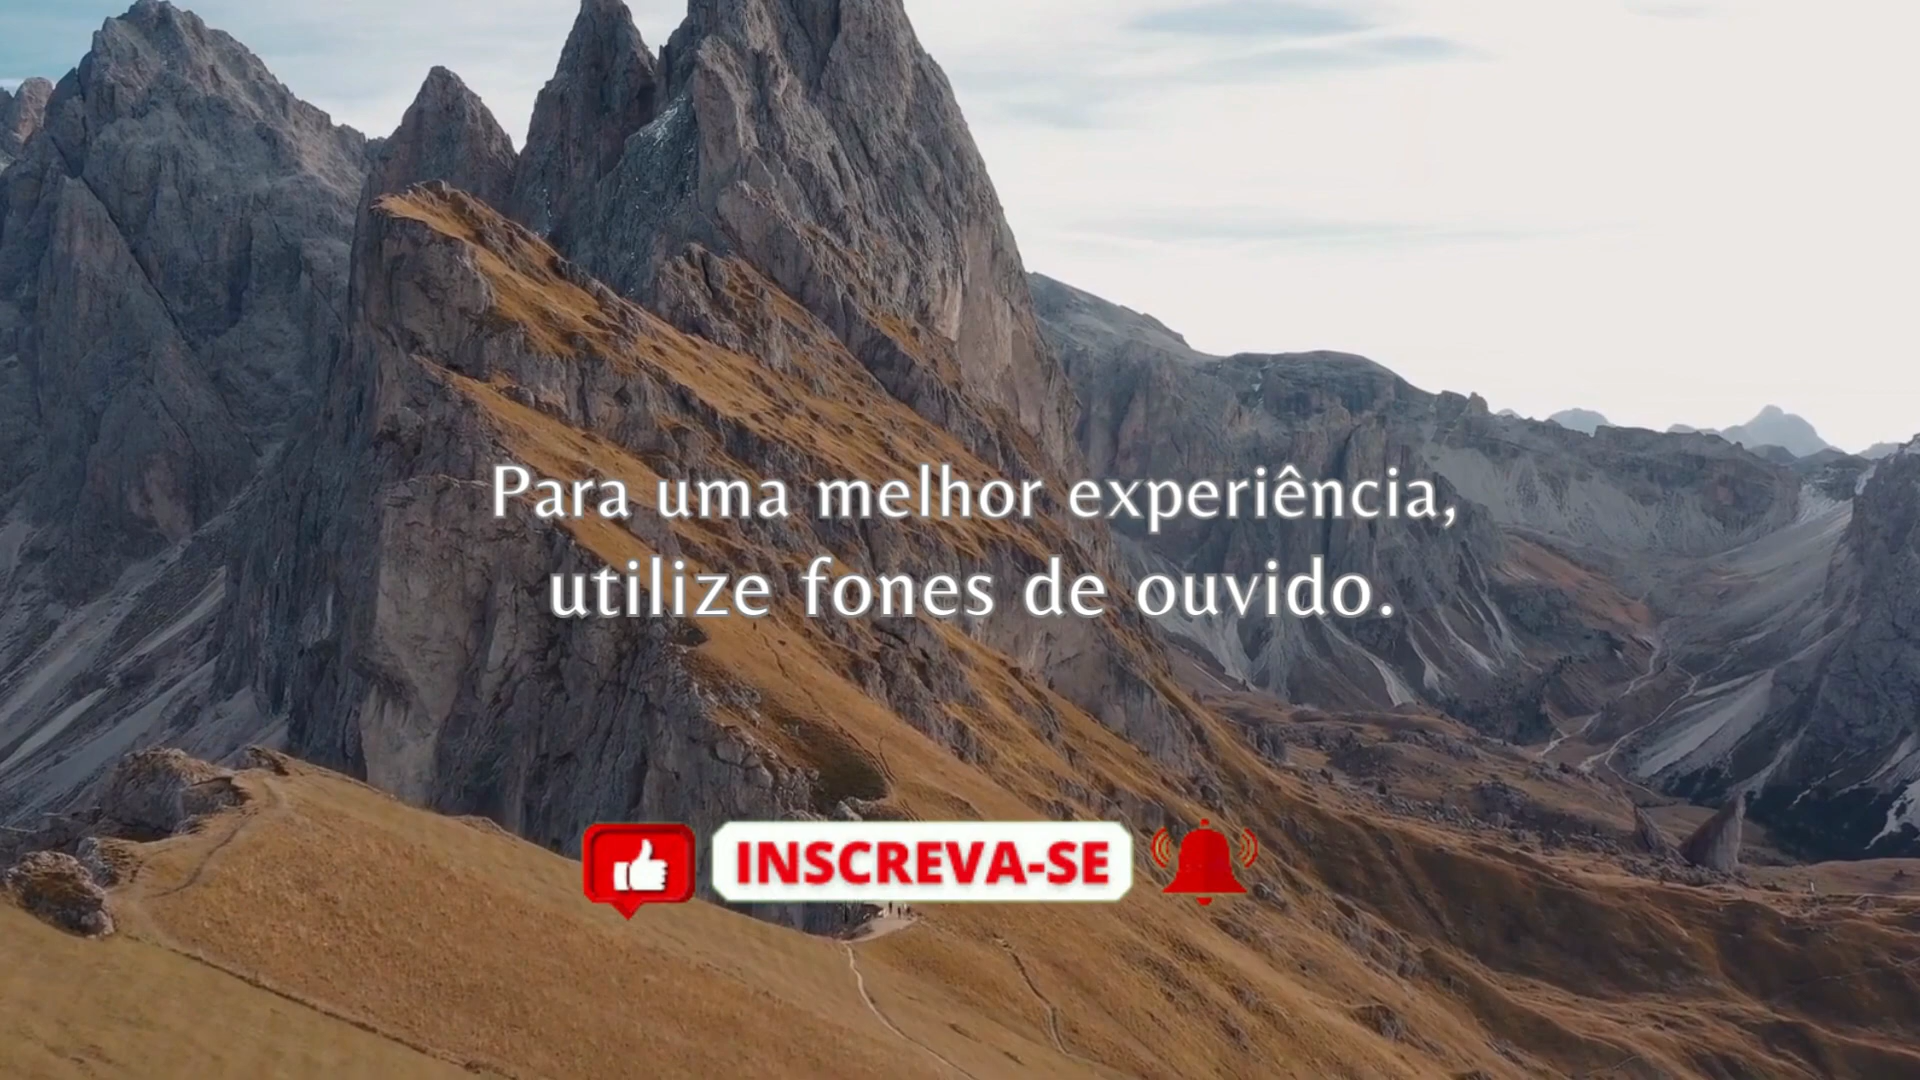 Para uma melhor experiência,
utilize fones de ouvido.
INSCREVA-SE